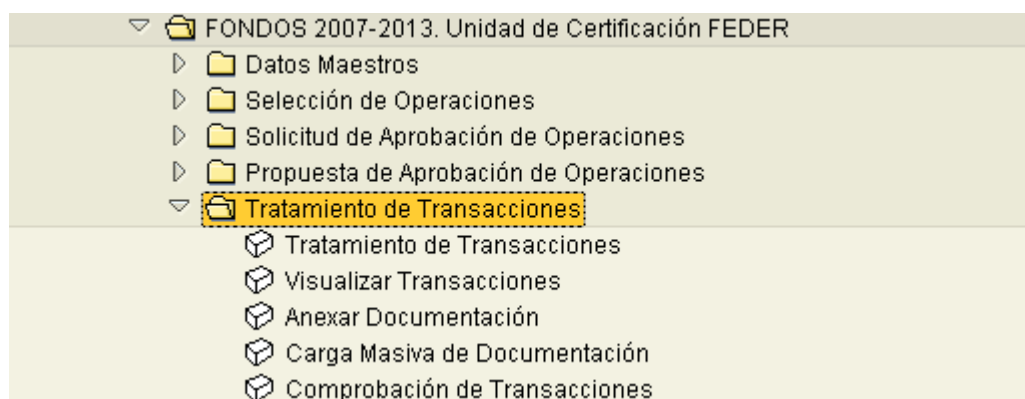 FONDOS 2007-2013. Unidad de Certificación FEDER
Datos Maestros
Selección de Operaciones
Solicitud de Aprobación de Operaciones
Propuesta de Aprobación de Operaciones
Tratamiento de Transacciones
Tratamiento de Transacciones
Visualizar Transacciones
Anexar Documentación
Carga Masiva de Documentación
Comprobación de Transacciones